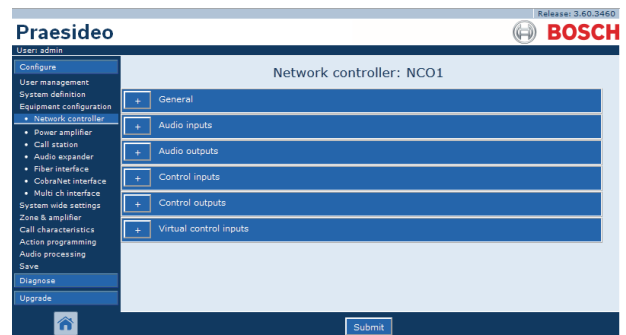 Release: 3.60.3460
Praesideo
BOSCH
User: admin
Configure
User management
System definition
Equipment configuration
• Network controller
• Power amplifier
• Call station
• Audio expander
• Fiber interface
• CobraNet interface
• Multi ch interface
System wide settings
Zone & amplifier
Call characteristics
Action programming
Audio processing
Save
Diagnose
Upgrade
Network controller: NCO1
+ General
+ Audio inputs
+ Audio outputs
+ Control inputs
+ Control outputs
+ Virtual control inputs
Submit